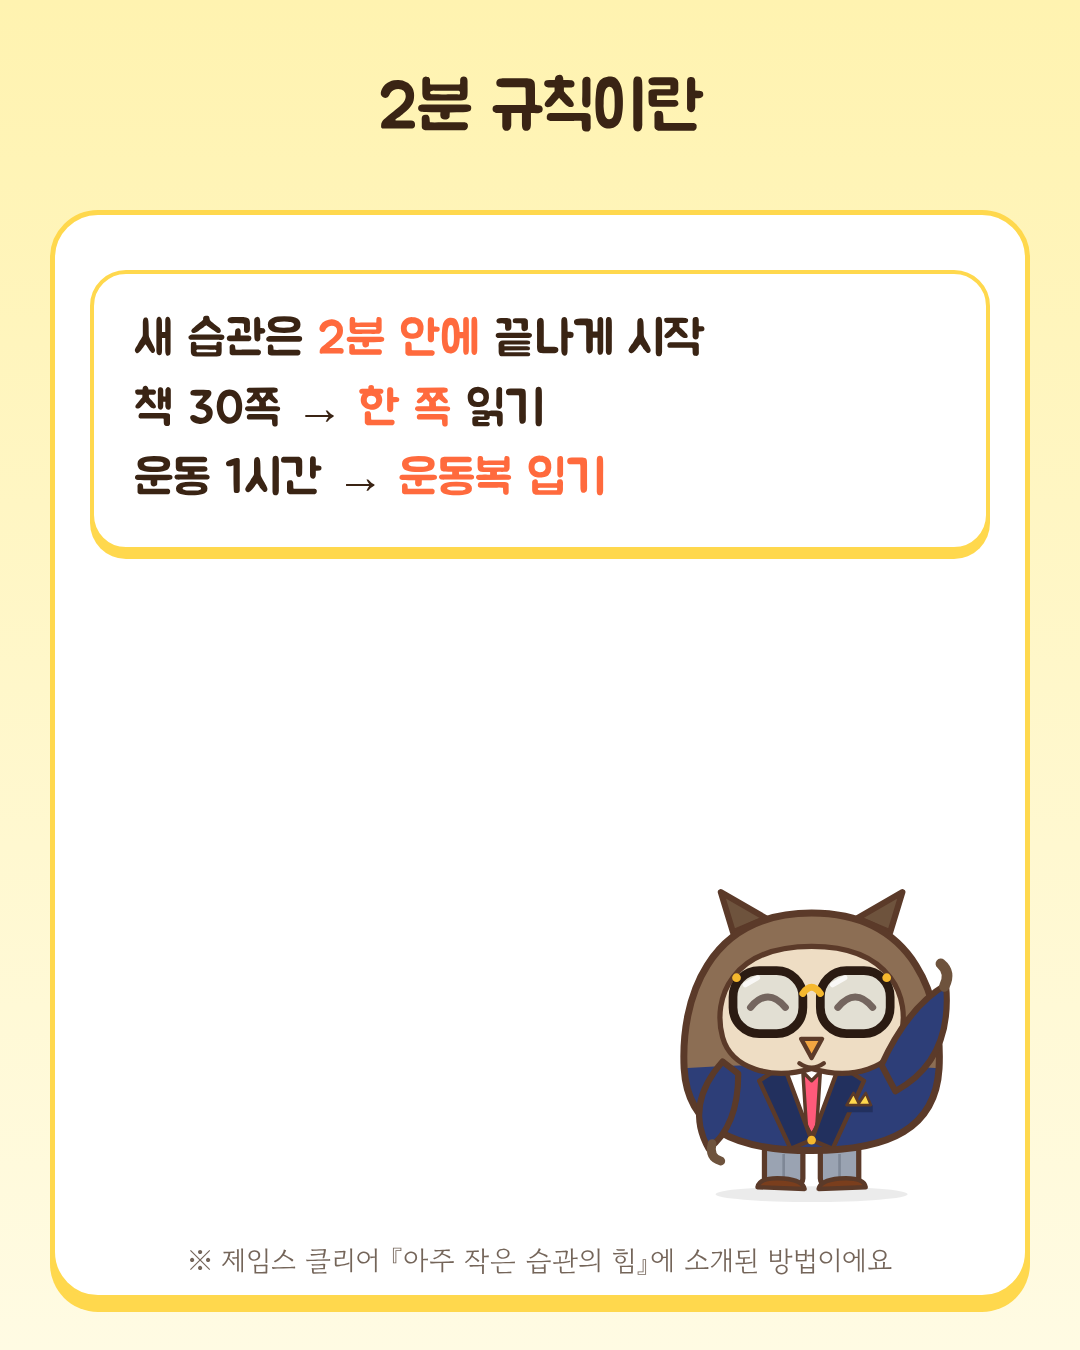 2분 규칙이란
새 습관은 2분 안에 끝나게 시작
책 30쪽 → 한 쪽 읽기
운동 1시간 → 운동복 입기
※ 제임스 클리어 『아주 작은 습관의 힘』에 소개된 방법이에요